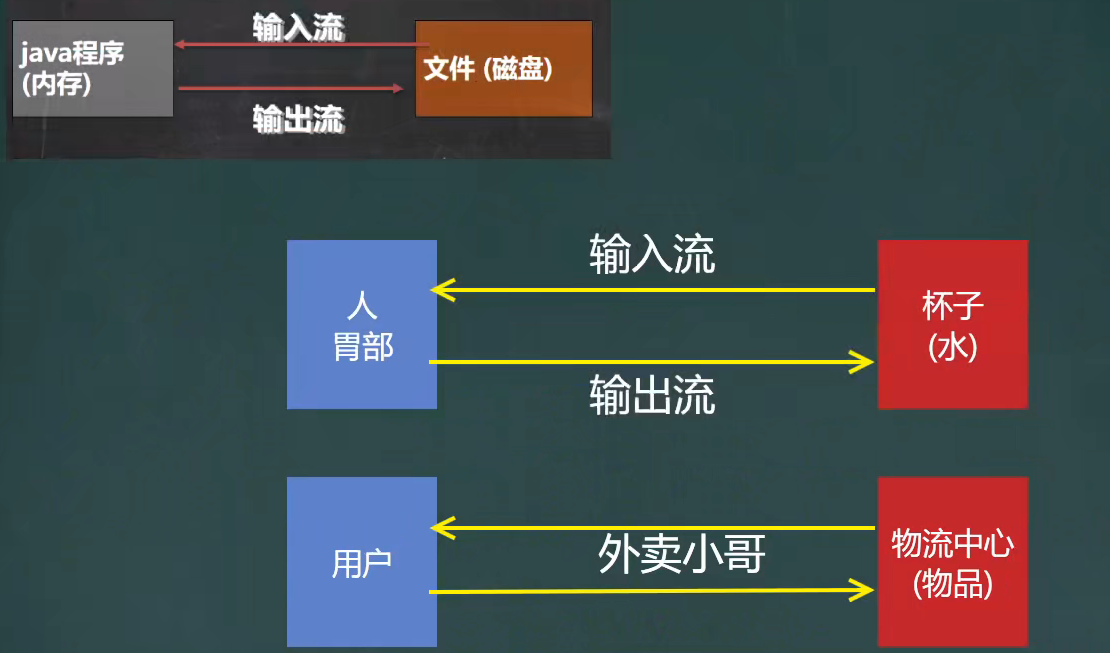 输入流
java程序
(内存)
文件 (磁盘)
输出流
输入流
人
胃部
杯子
(水)
输出流
用户
外卖小哥
物流中心
(物品)